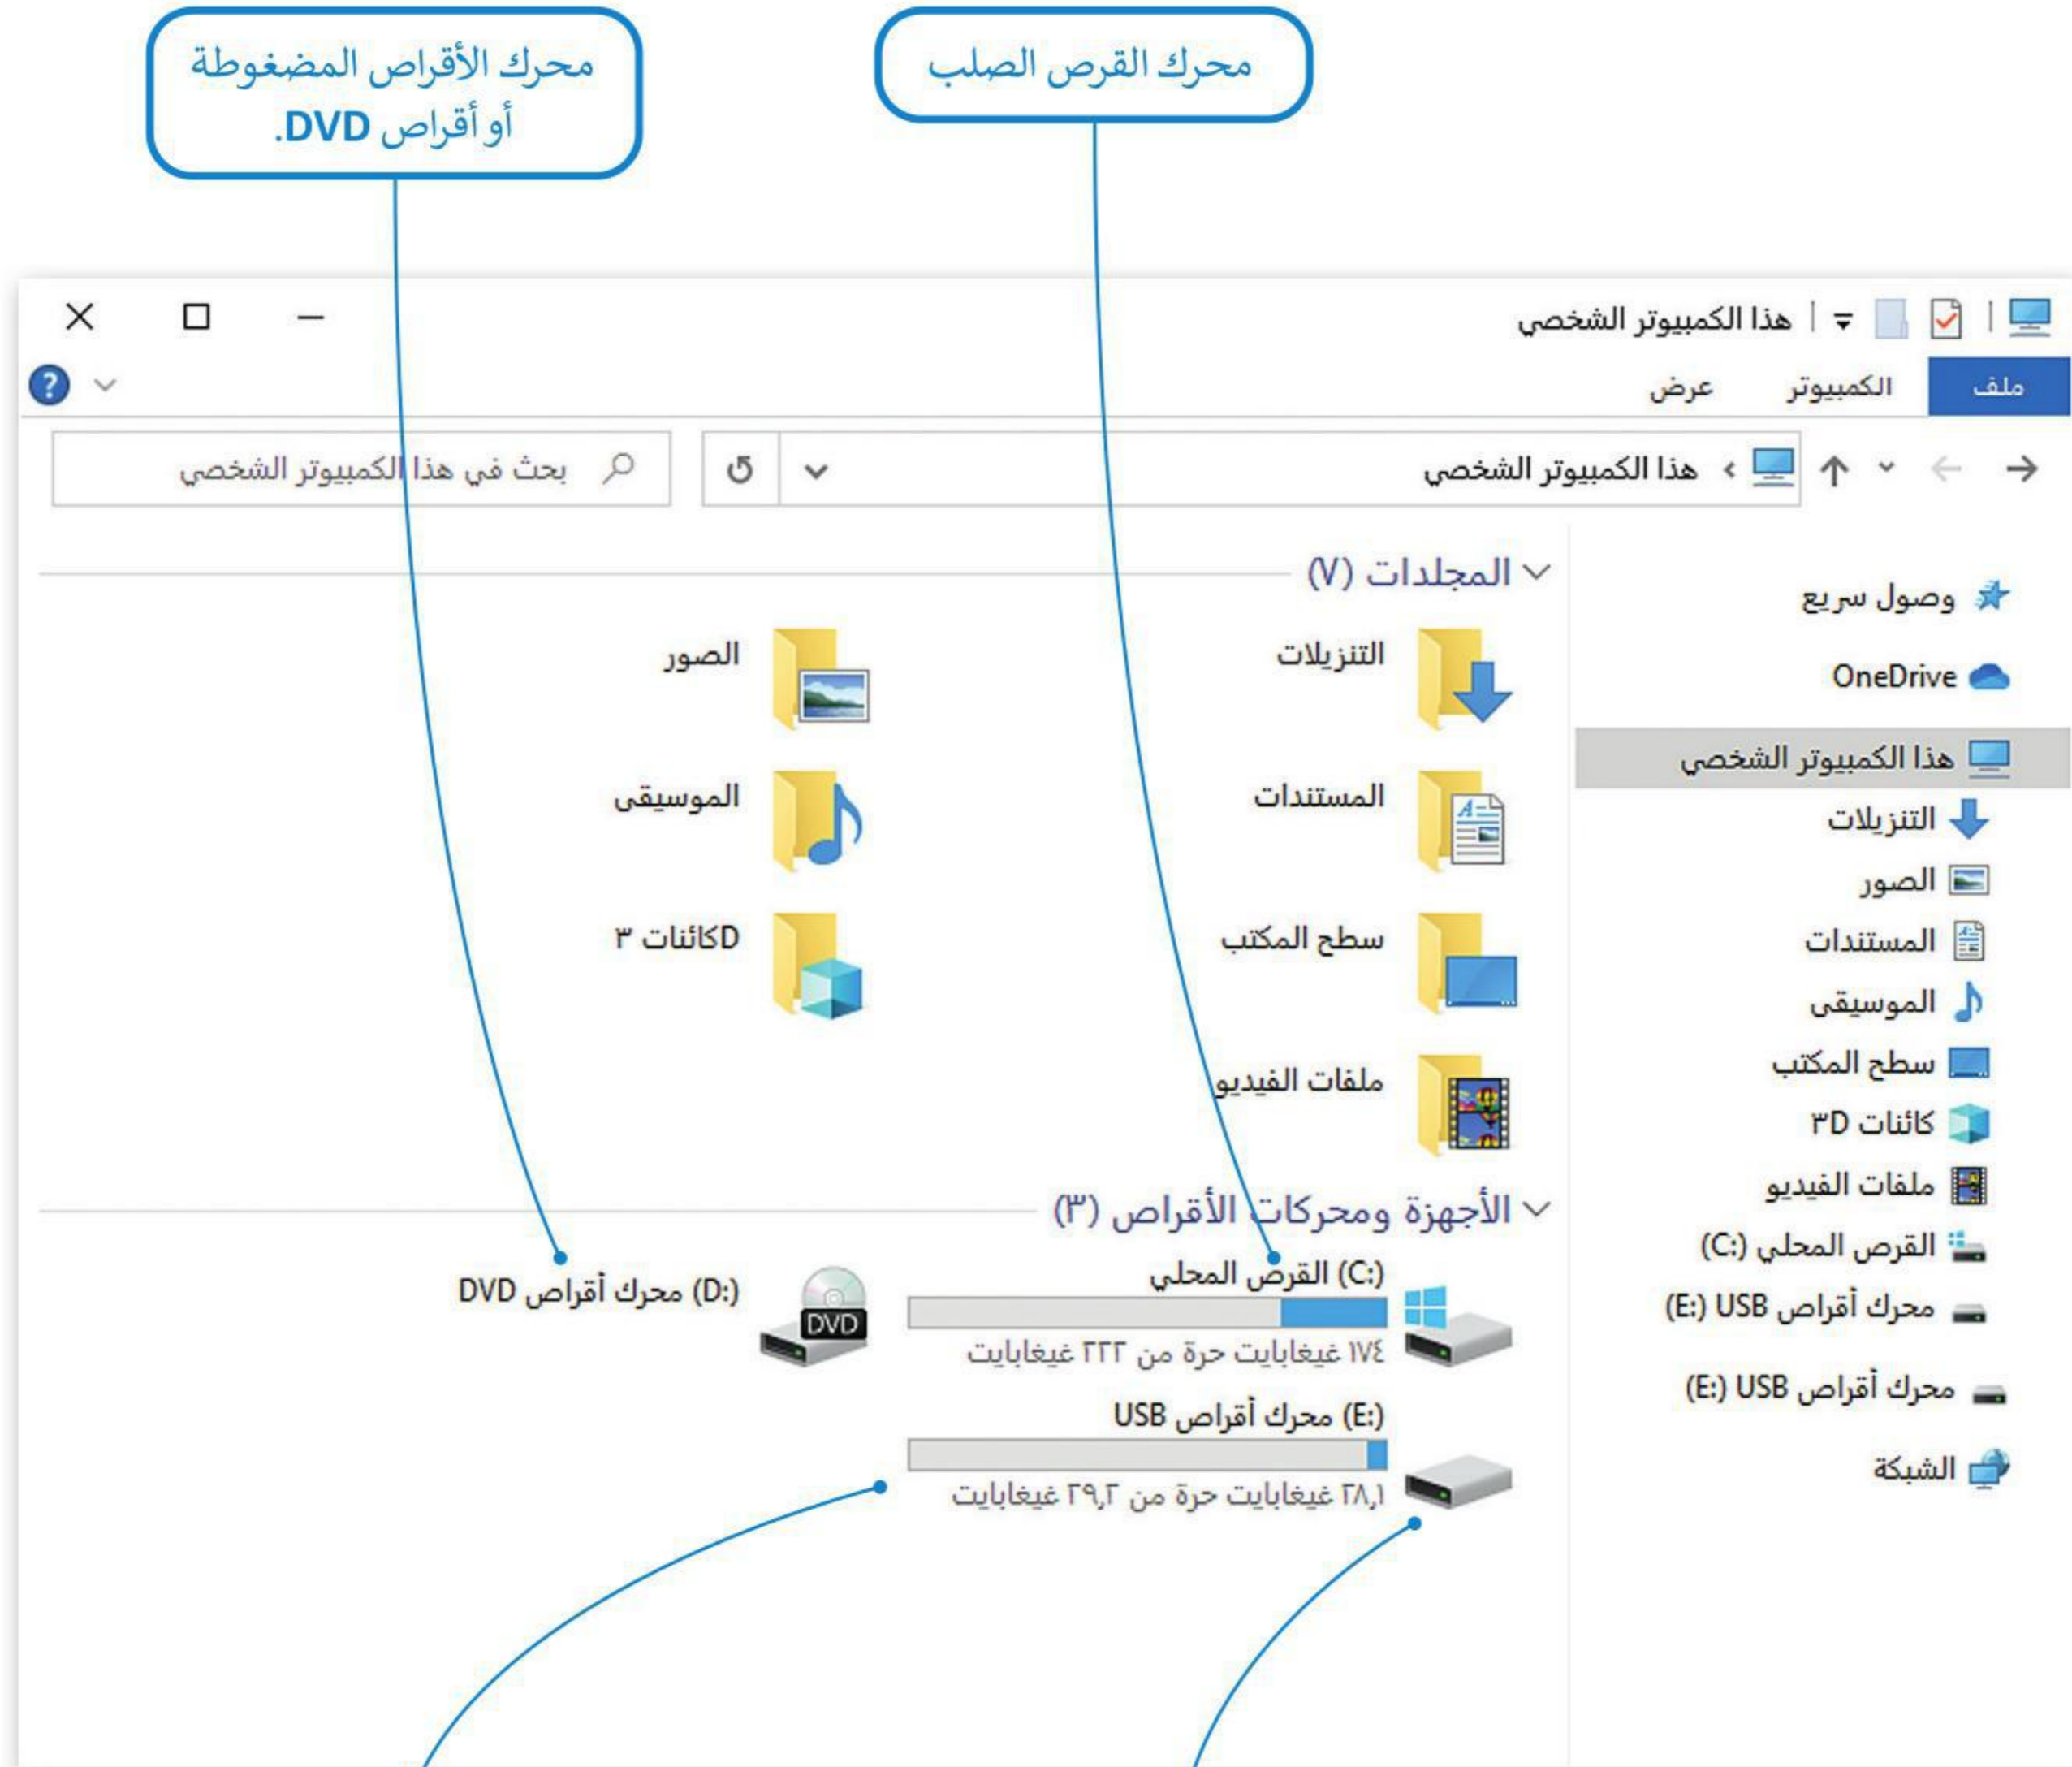 محرك القرص الصلب
محرك الأقراص المضغوطة
أو أقراص DVD.
هذا الكمبيوتر الشخصي
ملف
الكمبيوتر
عرض
هذا الكمبيوتر الشخصي
بحث في هذا الكمبيوتر الشخصي
وصول سريع
OneDrive
هذا الكمبيوتر الشخصي
التنزيلات
الصور
المستندات
الموسيقى
سطح المكتب
كائنات ٣D
ملفات الفيديو
القرص المحلي (C:)
محرك أقراص USB (E:)
محرك أقراص USB (E:)
الشبكة
المجلدات (٧)
التنزيلات
الصور
المستندات
الموسيقى
سطح المكتب
Dكائنات ٣
ملفات الفيديو
الأجهزة ومحركات الأقراص (٣)
(C:) القرص المحلي
١٧٤ غيغابايت حرة من ٢٢٢ غيغابايت
(D:) محرك أقراص DVD
DVD
(E:) محرك أقراص USB
٢٨,١ غيغابايت حرة من ٢٩,٢ غيغابايت